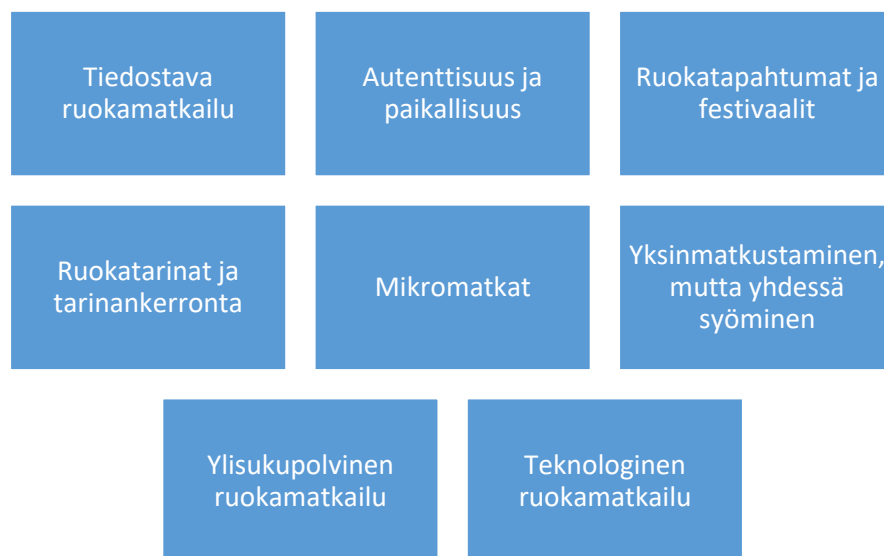 Tiedostava
ruokamatkailu
Autenttisuus ja
paikallisuus
Ruokatapahtumat ja
festivaalit
Ruokatarinat ja
tarinankerronta
Mikromatkat
Yksinmatkustaminen,
mutta yhdessä
syöminen
Ylisukupolvinen
ruokamatkailu
Teknologinen
ruokamatkailu